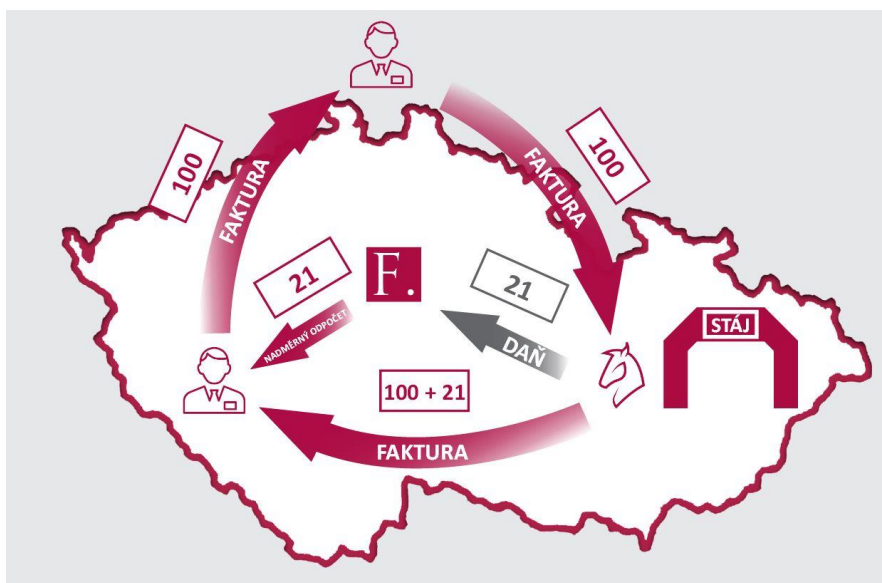 100
FAKTURA
100
FAKTURA
21
F.
21
NADMĚRNÝ ODPOČET
DAŇ
STÁJ
100 + 21
FAKTURA